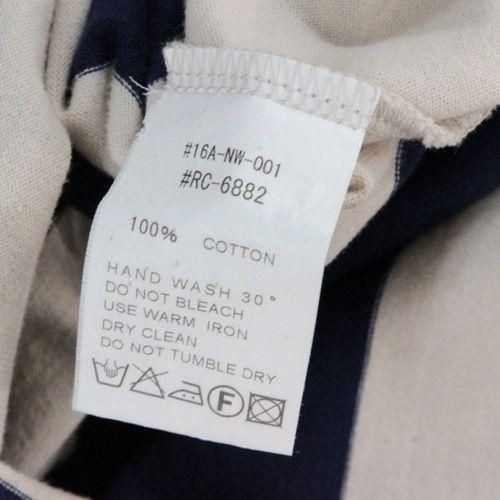 #16A-NW-001
#RC-6882
100% COTTON
HAND WASH 30°
DO NOT BLEACH
USE WARM IRON
DRY CLEAN
DO NOT TUMBLE DRY
F